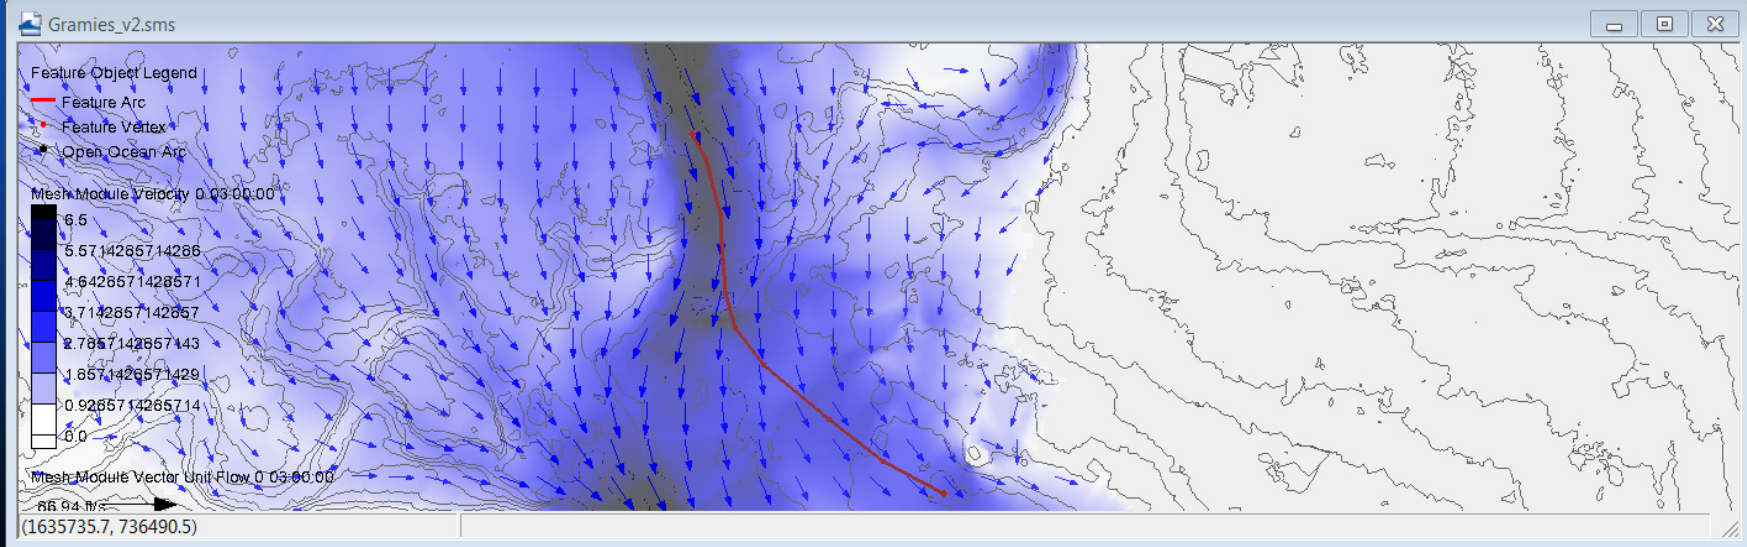 Gramies_v2.sms
Feature Object Legend
Feature Arc
Feature Vertex
Open Ocean Arc
Mesh Module Velocity 0 03:00:00
6.5
5.5714285714286
4.6428571428571
3.7142857142857
2.7857142857143
1.8571428571429
0.9285714285714
0.0
Mesh Module Vector Unit Flow 0 03:00:00
86.94 ft/s
(1635735.7, 736490.5)